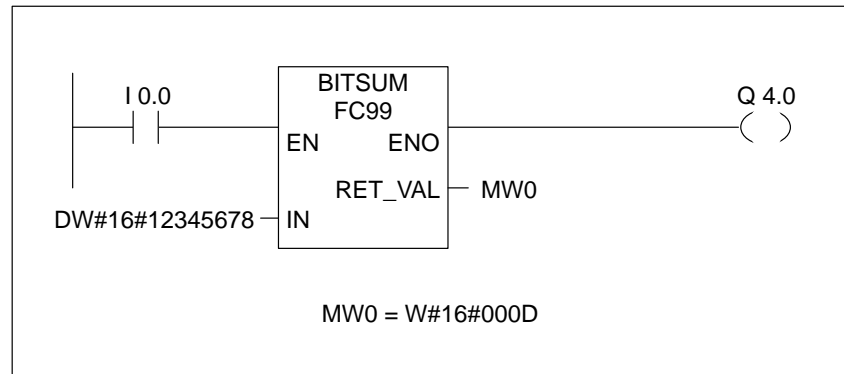 I 0.0
BITSUM
FC99
Q 4.0
EN ENO
RET_VAL MW0
DW#16#12345678 IN
MW0 = W#16#000D